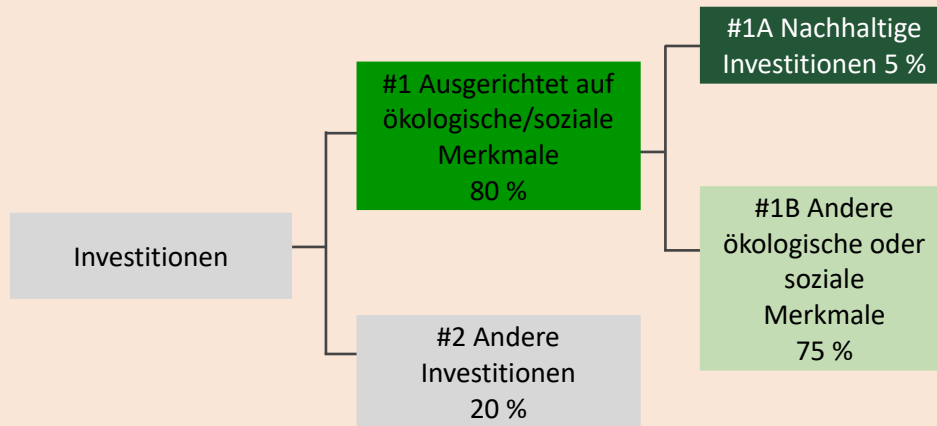 Investitionen
#1 Ausgerichtet auf
ökologische/soziale
Merkmale
80 %
#2 Andere
Investitionen
20 %
#1A Nachhaltige
Investitionen 5 %
#1B Andere
ökologische oder
soziale
Merkmale
75 %